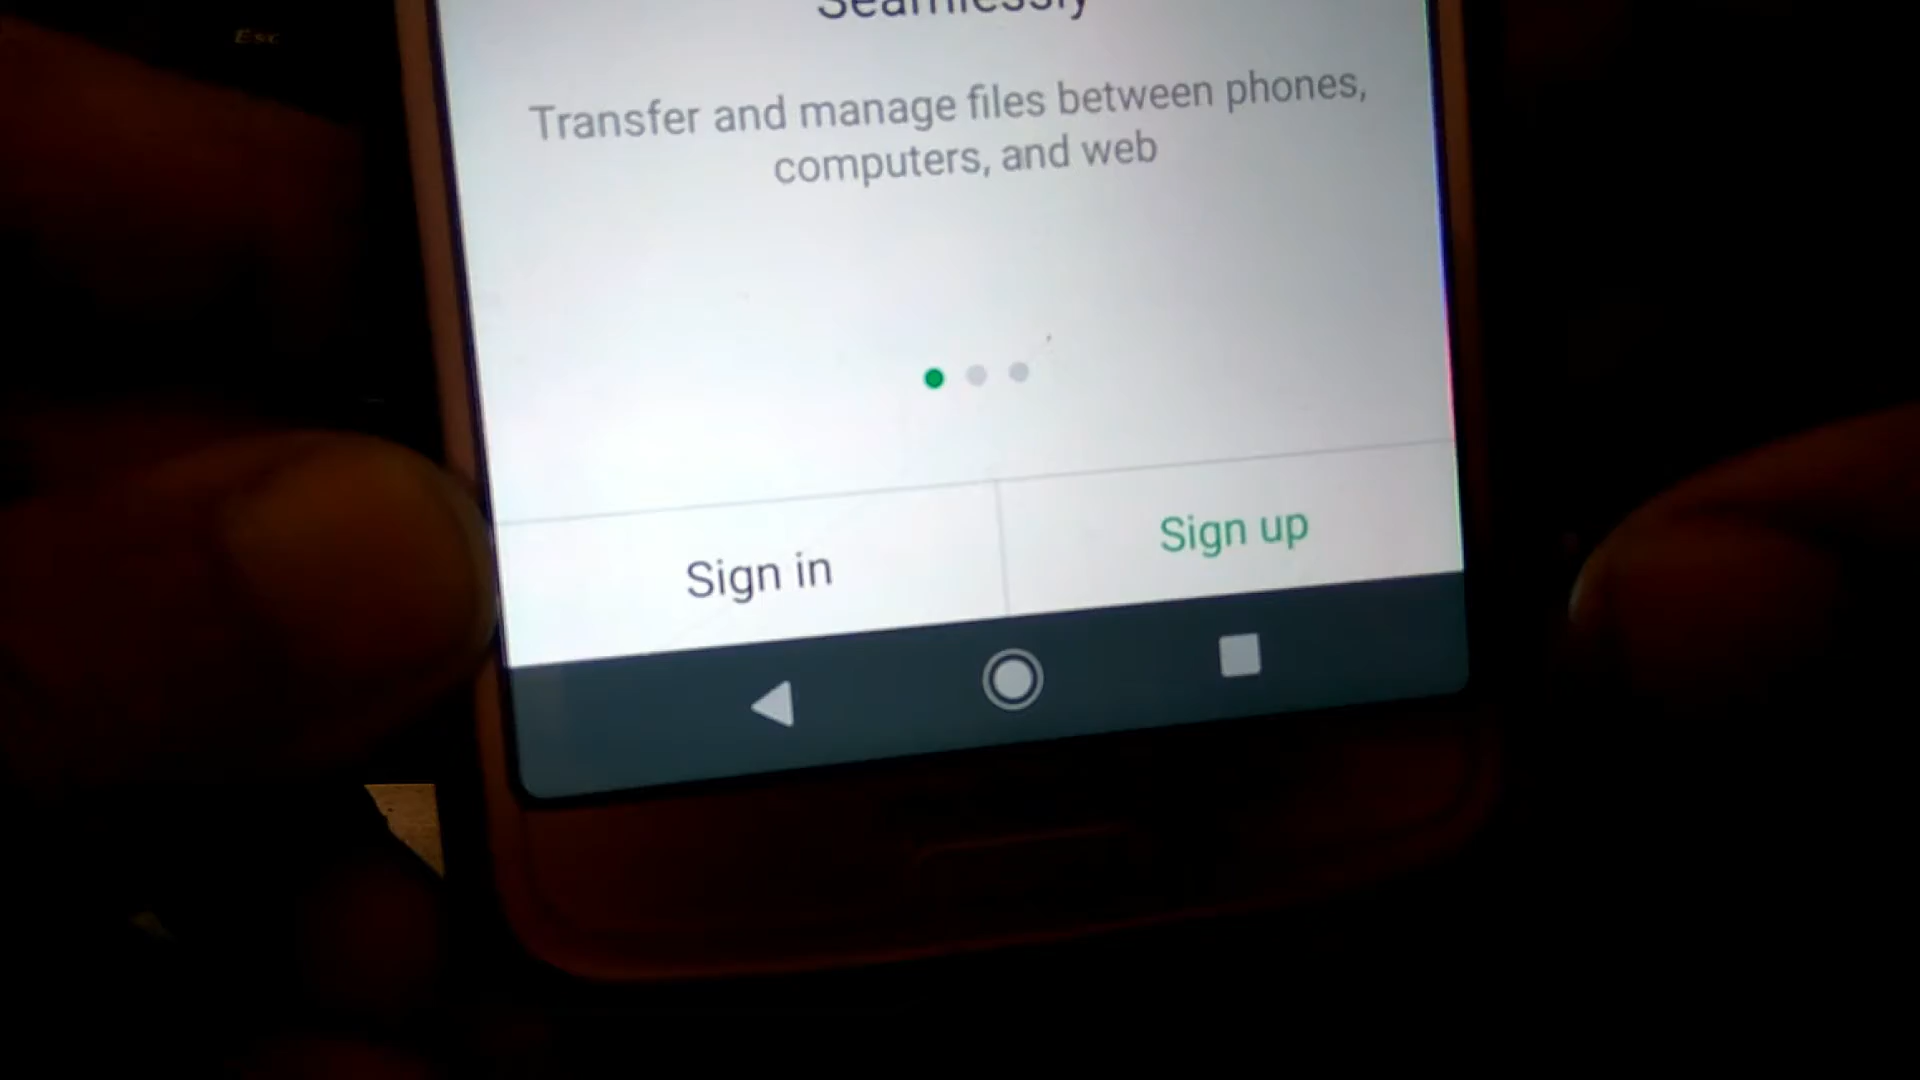 Esc
Seamlessly
Transfer and manage files between phones,
computers, and web
Sign in
Sign up